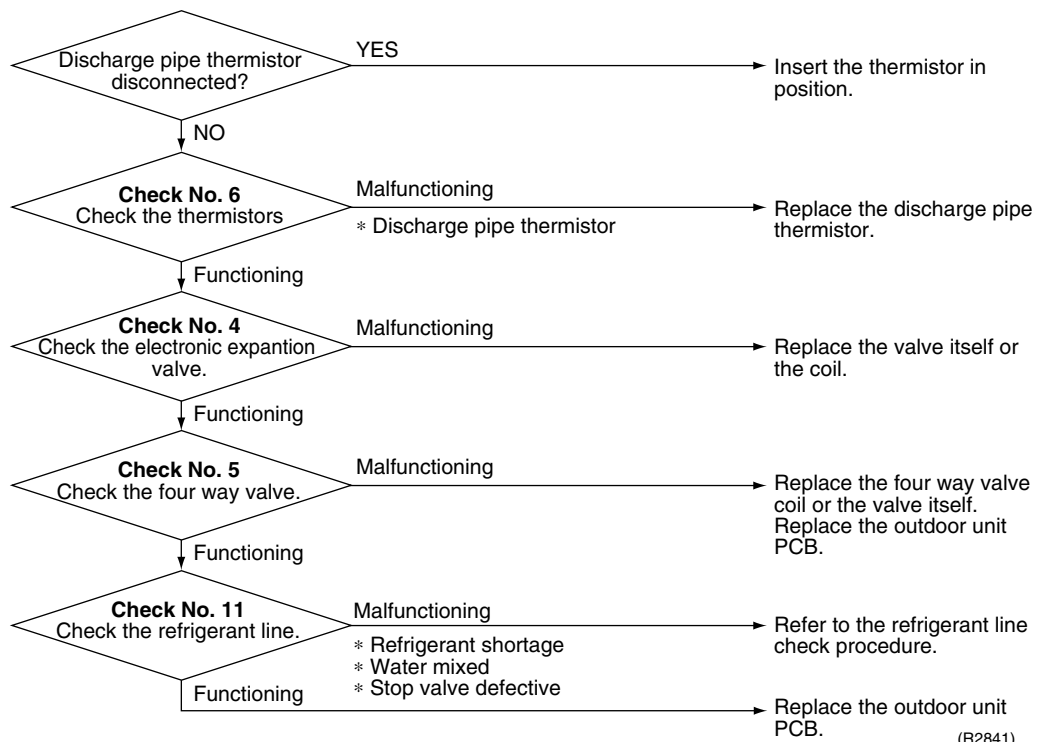 Discharge pipe thermistor
disconnected?
YES
Insert the thermistor in
position.
NO
Check No. 6
Check the thermistors
Malfunctioning
∗ Discharge pipe thermistor
Replace the discharge pipe
thermistor.
Functioning
Check No. 4
Check the electronic expantion
valve.
Malfunctioning
Replace the valve itself or
the coil.
Functioning
Check No. 5
Check the four way valve.
Malfunctioning
Replace the four way valve
coil or the valve itself.
Replace the outdoor unit
PCB.
Functioning
Check No. 11
Check the refrigerant line.
Malfunctioning
∗ Refrigerant shortage
∗ Water mixed
∗ Stop valve defective
Refer to the refrigerant line
check procedure.
Functioning
Replace the outdoor unit
PCB.
(R2841)